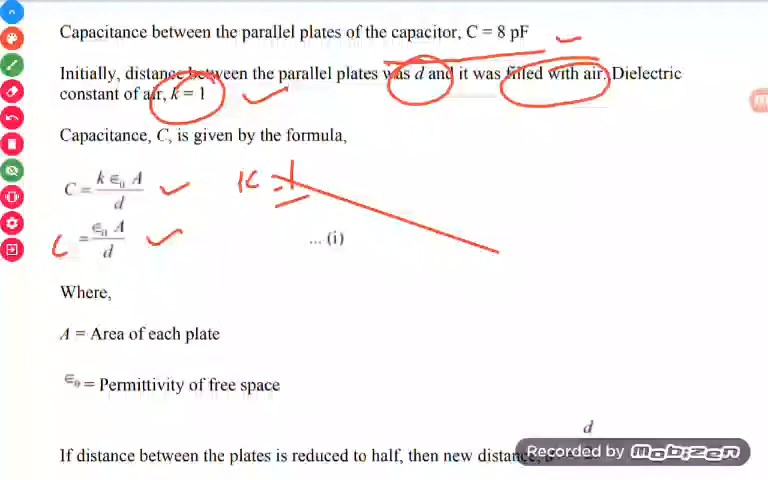 Capacitance between the parallel plates of the capacitor, C = 8 pF
Initially, distance between the parallel plates was d and it was filled with air. Dielectric
constant of air, k = 1
Capacitance, C, is given by the formula,
C = k ∈₀ A / d
K = 1
C = ∈₀ A / d ... (i)
Where,
A = Area of each plate
∈₀ = Permittivity of free space
d
If distance between the plates is reduced to half, then new distance,
Recorded by mobizen